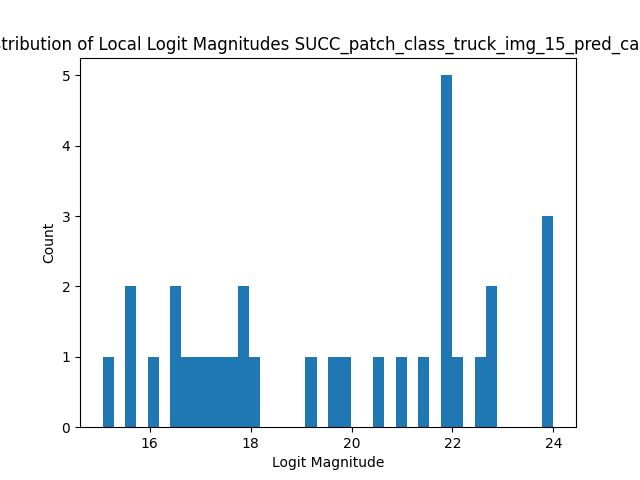 tribution of Local Logit Magnitudes SUCC_patch_class_truck_img_15_pred_ca
5
4
3
2
1
0
Count
16 18 20 22 24
Logit Magnitude